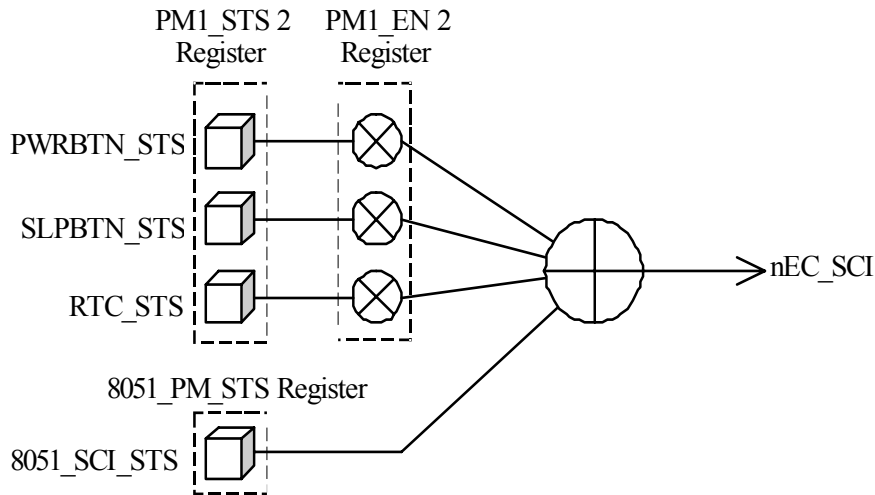 PM1_STS 2
Register
PM1_EN 2
Register
PWRBTN_STS
SLPBTN_STS
RTC_STS
nEC_SCI
8051_PM_STS Register
8051_SCI_STS